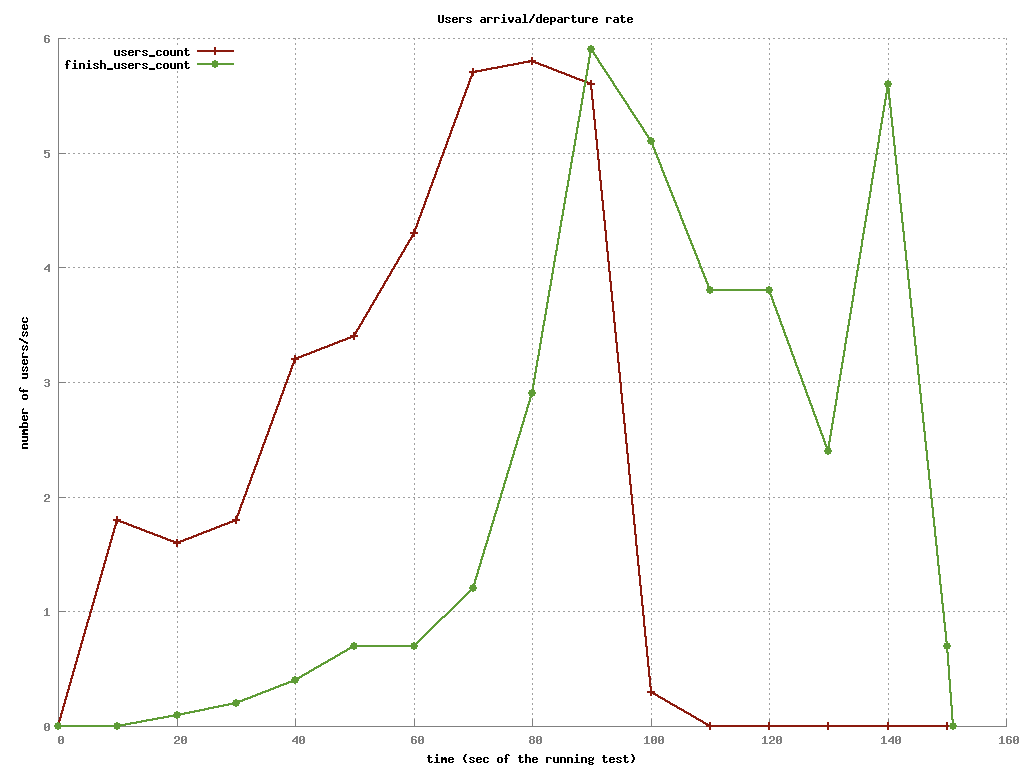 Users arrival/departure rate
users_count
finish_users_count
6
5
4
3
2
1
0
number of users/sec
0 20 40 60 80 100 120 140 160
time (sec of the running test)